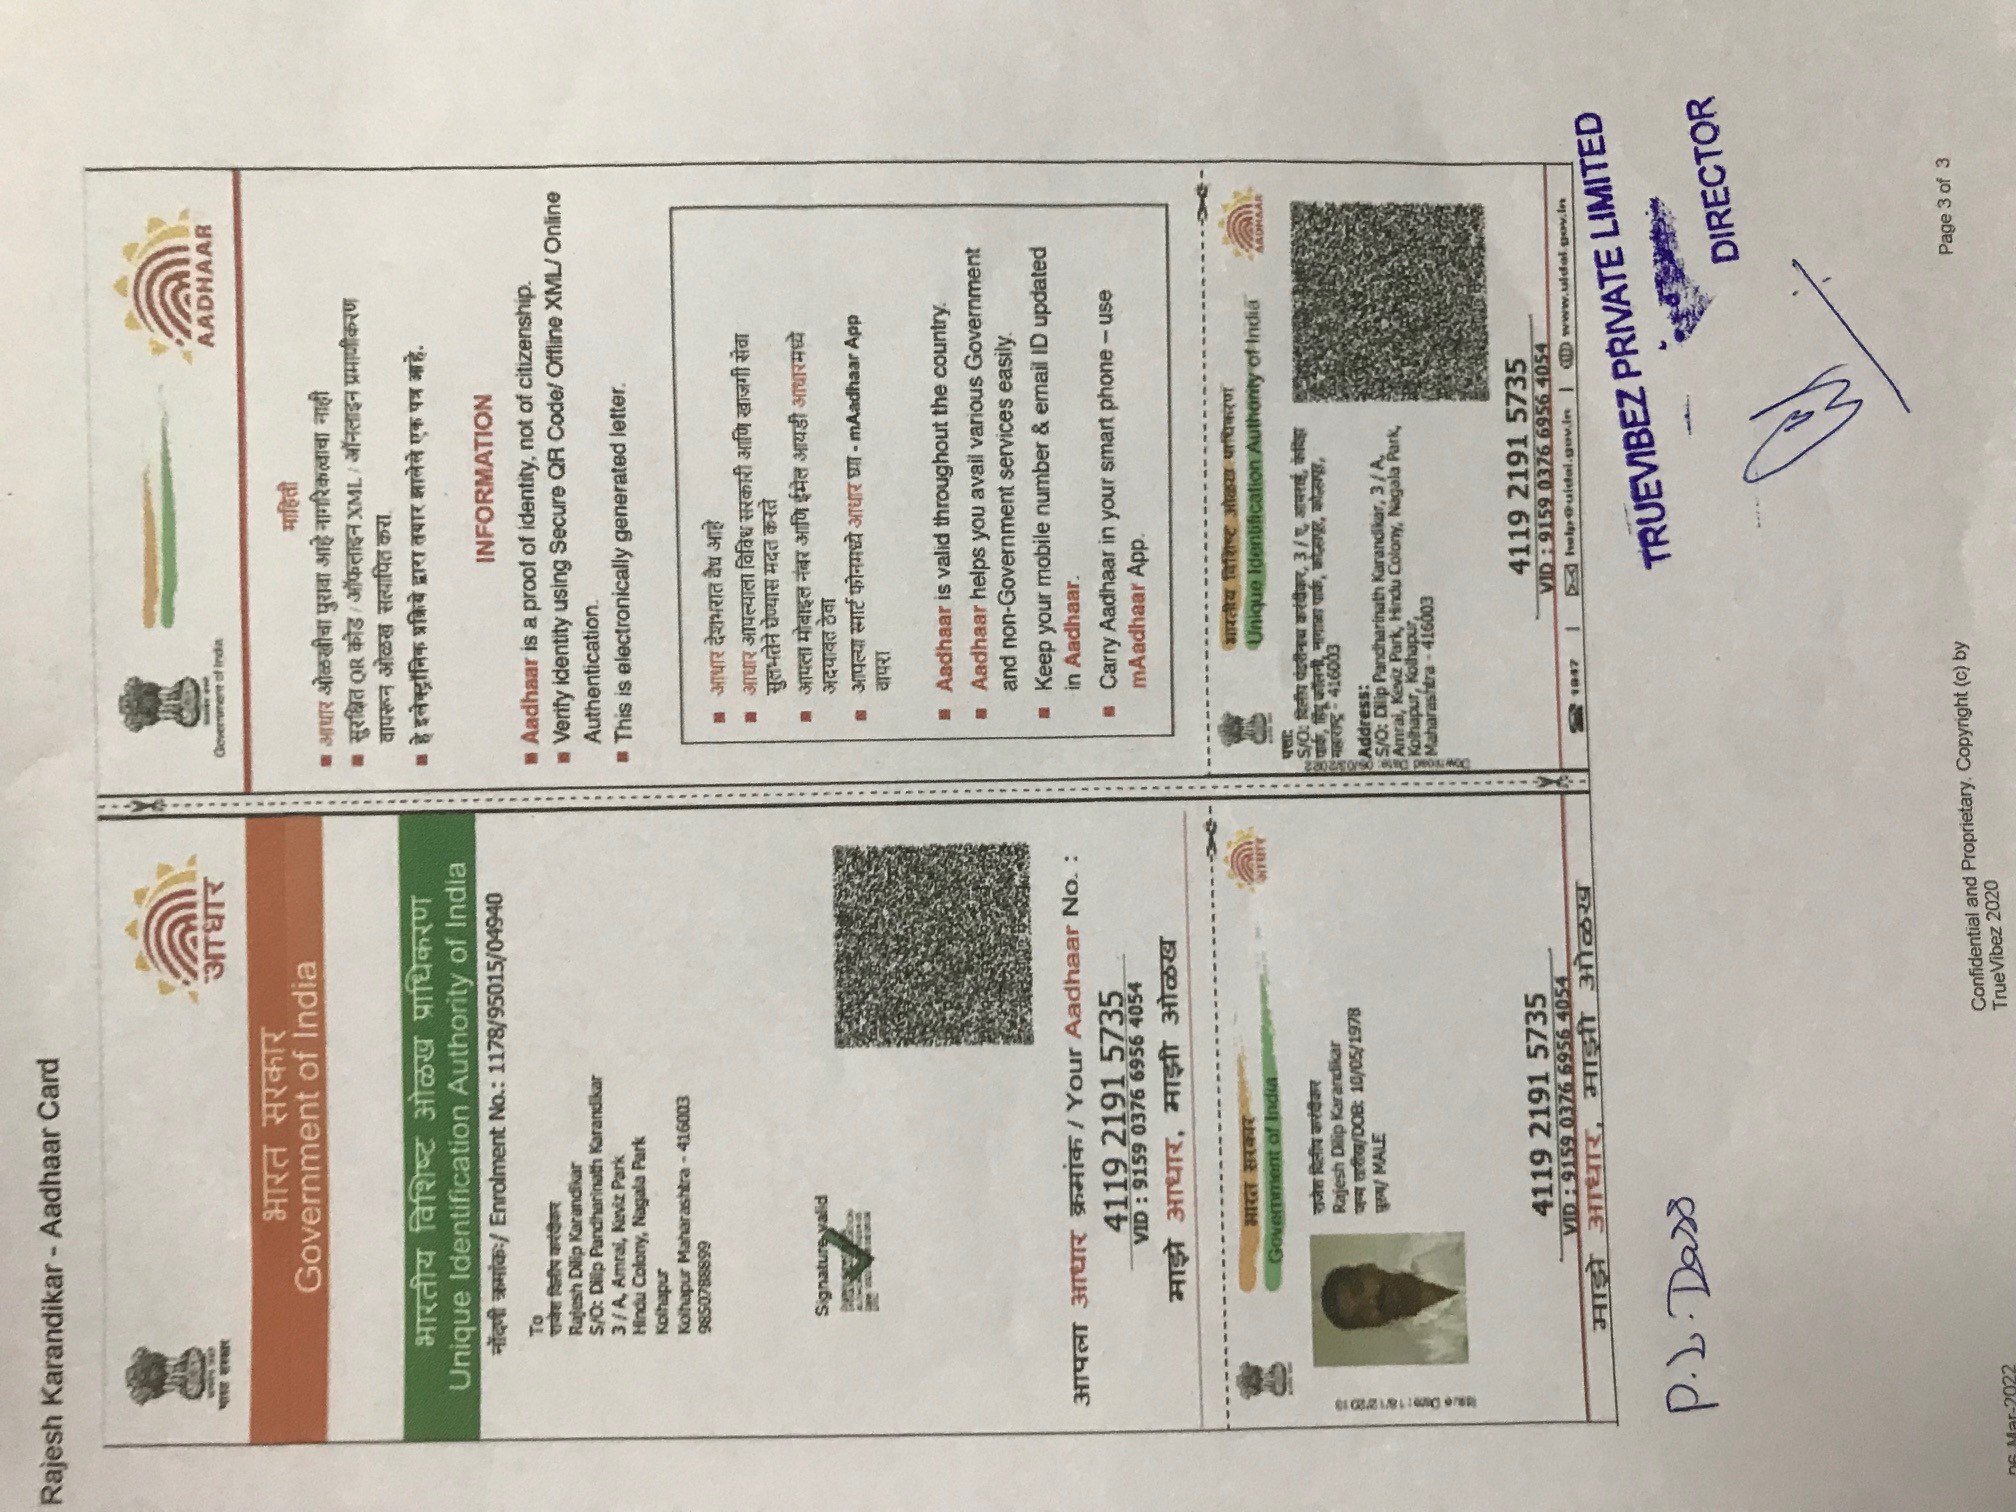 Rajesh Karandikar - Aadhaar Card
भारत सरकार
आधार
भारत सरकार
Government of India
भारतीय विशिष्ट ओळख प्राधिकरण
Unique Identification Authority of India
नोंदणी क्रमांक:/ Enrolment No.: 1178/95015/04940
To
राजेश दिलीप करंदीकर
Rajesh Dilip Karandikar
S/O: Dilip Pandharinath Karandikar
3 / A, Amrai, Keviz Park
Hindu Colony, Nagala Park
Kolhapur
Kolhapur Maharashtra - 416003
9850788899
Signature valid
आपला आधार क्रमांक / Your Aadhaar No. :
4119 2191 5735
VID : 9159 0376 6956 4054
माझे आधार, माझी ओळख
Government of India
AADHAAR
माहिती
आधार ओळखीचा पुरावा आहे नागरिकत्वाचा नाही
सुरक्षित QR कोड / ऑफलाइन XML / ऑनलाइन प्रमाणीकरण
वापरून ओळख सत्यापित करा.
हे इलेक्ट्रॉनिक प्रक्रिये द्वारा तयार झालेले एक पत्र आहे.
INFORMATION
Aadhaar is a proof of identity, not of citizenship.
Verify identity using Secure QR Code/ Offline XML/ Online
Authentication.
This is electronically generated letter.
आधार देशभरात वैध आहे
आधार आपल्याला विविध सरकारी आणि खाजगी सेवा
सुलभतेने घेण्यास मदत करते
आपला मोबाइल नंबर आणि ईमेल आयडी आधारमध्ये
अदयावत ठेवा
आपल्या स्मार्ट फोनमध्ये आधार घ्या - mAadhaar App
वापरा
Aadhaar is valid throughout the country.
Aadhaar helps you avail various Government
and non-Government services easily.
Keep your mobile number & email ID updated
in Aadhaar.
Carry Aadhaar in your smart phone – use
mAadhaar App.
भारत सरकार
Government of India
आधार
Issue Date: 18/12/2013
राजेश दिलीप करंदीकर
Rajesh Dilip Karandikar
जन्म तारीख/DOB: 10/05/1978
पुरुष/ MALE
4119 2191 5735
VID : 9159 0376 6956 4054
माझे आधार, माझी ओळख
भारतीय विशिष्ट ओळख प्राधिकरण
Unique Identification Authority of India
AADHAAR
पत्ता:
S/O: दिलीप पंढरीनाथ करंदीकर, 3 / ए, आमराई, केविझ
पार्क, हिंदू कॉलनी, नागाळा पार्क, कोल्हापूर, कोल्हापूर,
महाराष्ट्र - 416003
Address:
S/O: Dilip Pandharinath Karandikar, 3 / A,
Amrai, Keviz Park, Hindu Colony, Nagala Park,
Kolhapur, Kolhapur,
Maharashtra - 416003
4119 2191 5735
VID : 9159 0376 6956 4054
1947 | help@uidai.gov.in | www.uidai.gov.in
P.L. Dass
TRUEVIBEZ PRIVATE LIMITED
DIRECTOR
Page 3 of 3
Confidential and Proprietary. Copyright (c) by
TrueVibez 2020
06-Mar-2022